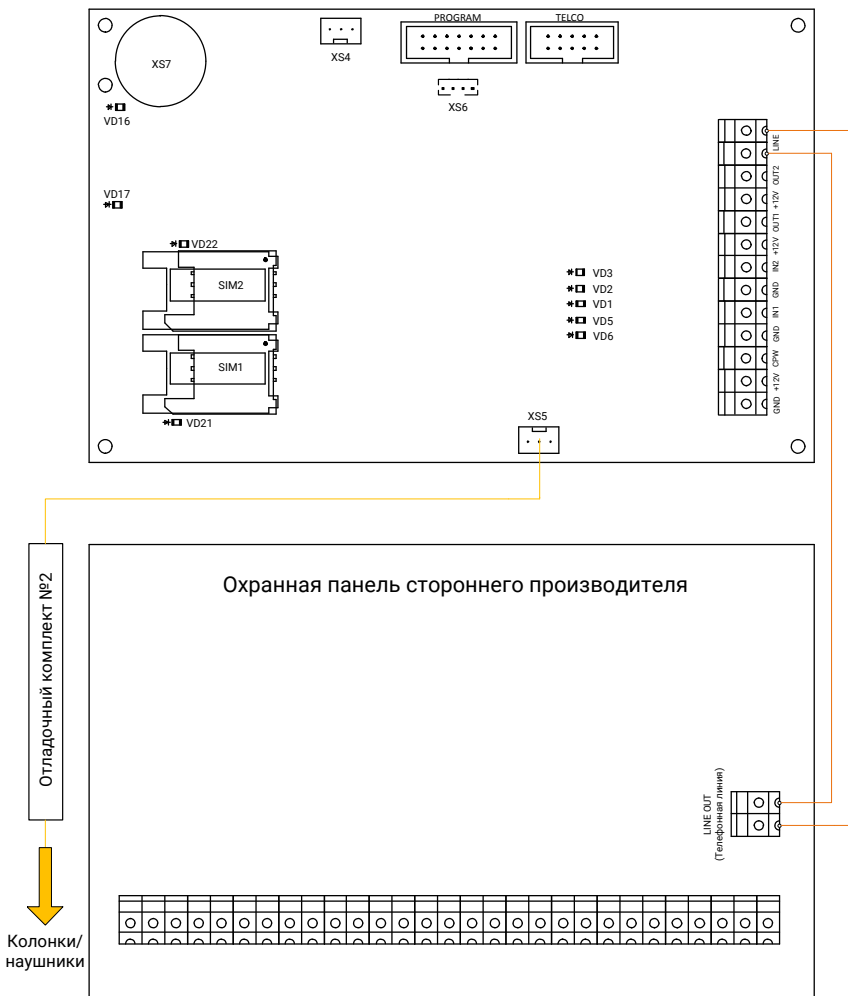 PROGRAM
TELCO
XS7
XS4
XS6
VD16
LINE
OUT2
+12V
OUT1
+12V
IN2
GND
IN1
GND
CPW
+12V
GND
VD17
VD22
SIM2
VD3
VD2
VD1
VD5
VD6
SIM1
VD21
XS5
Отладочный комплект №2
Охранная панель стороннего производителя
LINE OUT
(Телефонная линия)
Колонки/
наушники